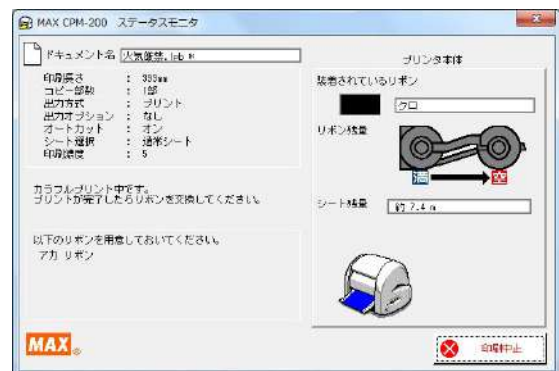 MAX CPM-200 ステータスモニタ
ドキュメント名 火気厳禁.lmb *
印刷長さ : 393mm
コピー部数 : 1部
出力方式 : プリント
出力オプション : なし
オートカット : オン
シート選択 : 通常シート
印刷濃度 : 5
カラフルプリント中です。
プリントが完了したらリボンを交換してください。
以下のリボンを用意しておいてください。
アカ リボン
プリンタ本体
装着されているリボン
クロ
リボン残量
満 空
シート残量 約 7.4 m
MAX
印刷中止